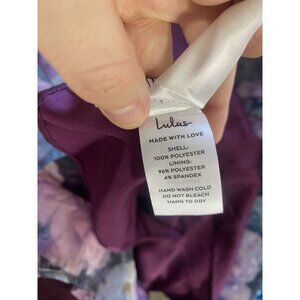 Lulus
MADE WITH LOVE
SHELL:
100% POLYESTER
LINING:
96% POLYESTER
4% SPANDEX
HAND WASH COLD
DO NOT BLEACH
HANG TO DRY